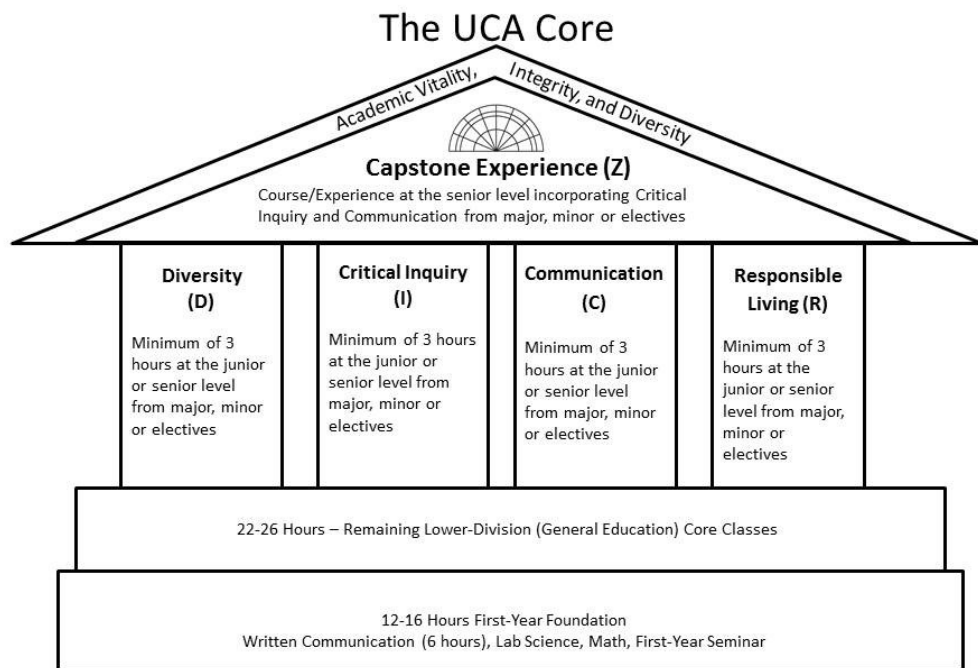 The UCA Core
Academic Vitality,
Integrity, and Diversity
Capstone Experience (Z)
Course/Experience at the senior level incorporating Critical
Inquiry and Communication from major, minor or electives
Diversity
(D)
Minimum of 3
hours at the junior
or senior level
from major, minor
or electives
Critical Inquiry
(I)
Minimum of 3 hours
at the junior or
senior level from
major, minor or
electives
Communication
(C)
Minimum of 3
hours at the junior
or senior level
from major, minor
or electives
Responsible
Living (R)
Minimum of 3
hours at the
junior or senior
level from major,
minor or
electives
22-26 Hours – Remaining Lower-Division (General Education) Core Classes
12-16 Hours First-Year Foundation
Written Communication (6 hours), Lab Science, Math, First-Year Seminar